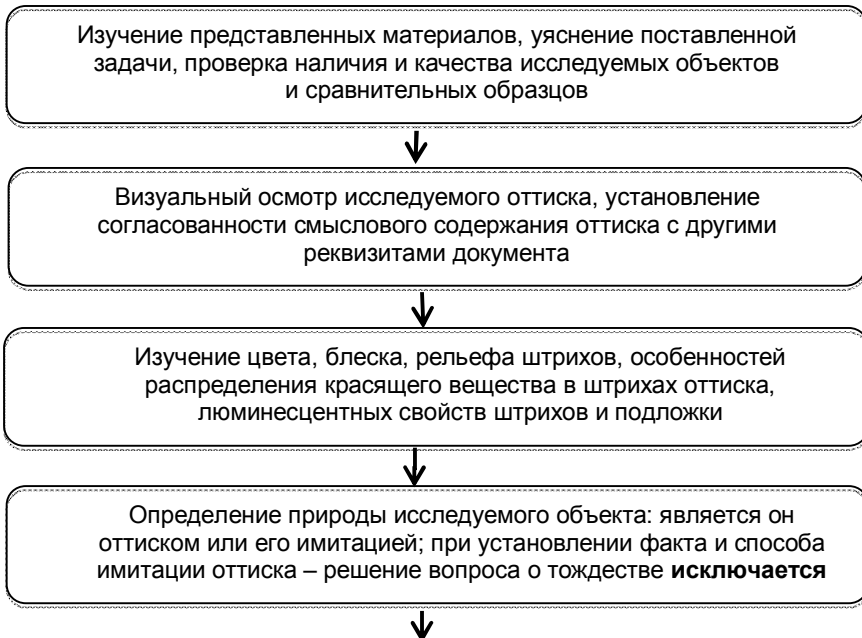 Изучение представленных материалов, уяснение поставленной
задачи, проверка наличия и качества исследуемых объектов
и сравнительных образцов
Визуальный осмотр исследуемого оттиска, установление
согласованности смыслового содержания оттиска с другими
реквизитами документа
Изучение цвета, блеска, рельефа штрихов, особенностей
распределения красящего вещества в штрихах оттиска,
люминесцентных свойств штрихов и подложки
Определение природы исследуемого объекта: является он
оттиском или его имитацией; при установлении факта и способа
имитации оттиска – решение вопроса о тождестве исключается